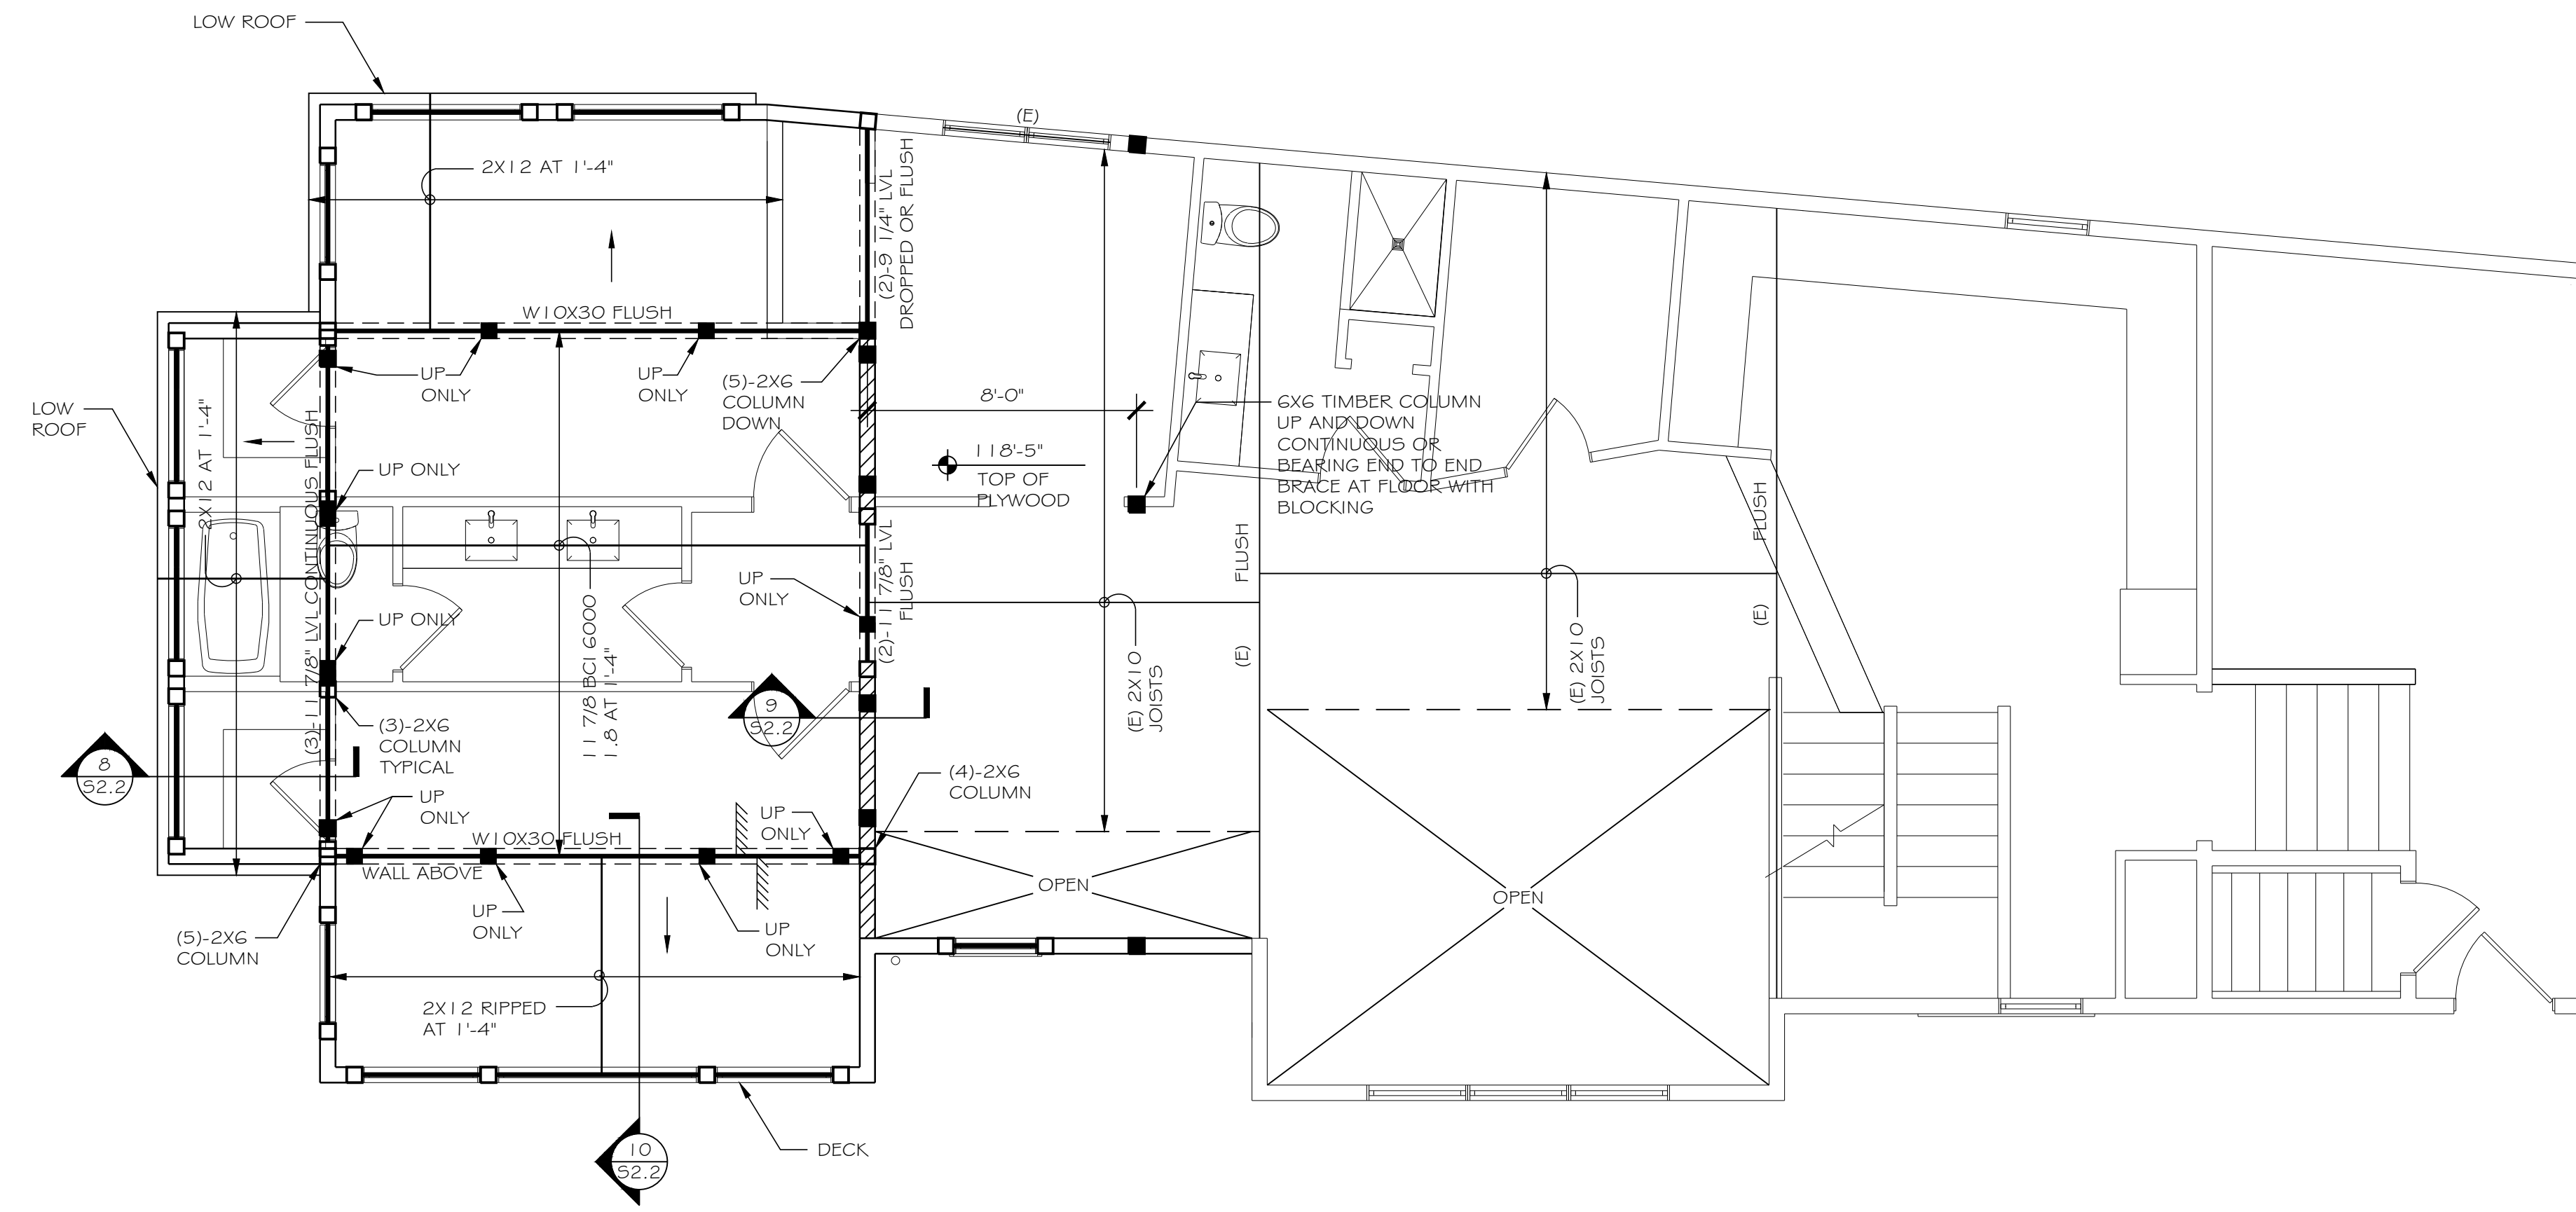 LOW ROOF
(E)
2X12 AT 1'-4"
(2)-9 1/4" LVL
DROPPED OR FLUSH
W10X30 FLUSH
UP
ONLY
UP
ONLY
(5)-2X6
COLUMN
DOWN
8'-0"
6X6 TIMBER COLUMN
UP AND DOWN
CONTINUOUS OR
BEARING END TO END
BRACE AT FLOOR WITH
BLOCKING
LOW
ROOF
2X12 AT 1'-4"
(3)-11 7/8" LVL CONTINUOUS FLUSH
UP ONLY
118'-5"
TOP OF
PLYWOOD
FLUSH
(E)
FLUSH
(E)
UP
ONLY
(2)-11 7/8" LVL
FLUSH
UP ONLY
11 7/8 BCI 6000
1.8 AT 1'-4"
(E) 2X10
JOISTS
(E) 2X10
JOISTS
9
S2.2
(3)-2X6
COLUMN
TYPICAL
8
S2.2
(4)-2X6
COLUMN
UP
ONLY
UP
ONLY
W10X30 FLUSH
WALL ABOVE
OPEN
OPEN
UP
ONLY
UP
ONLY
(5)-2X6
COLUMN
2X12 RIPPED
AT 1'-4"
10
S2.2
DECK